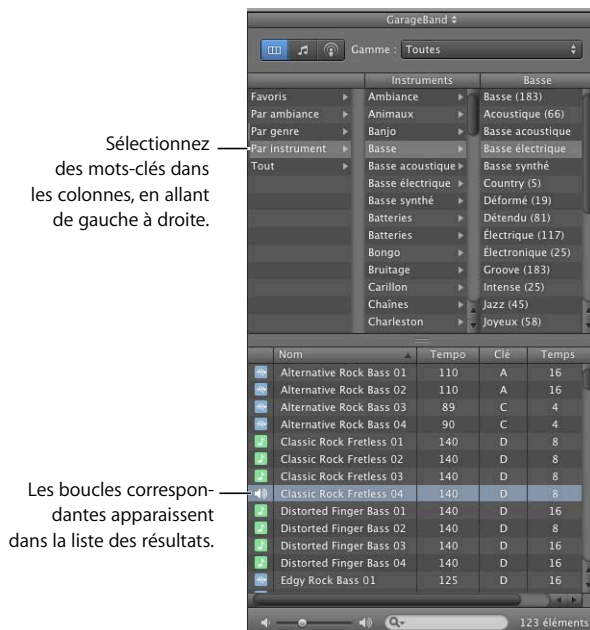 GarageBand
Gamme : Toutes
Instruments
Basse
Favoris
Par ambiance
Par genre
Par instrument
Tout
Ambiance
Animaux
Banjo
Basse
Basse acoustique
Basse électrique
Basse synthé
Batteries
Batteries
Bongo
Bruitage
Carillon
Chaînes
Charleston
Basse (183)
Acoustique (66)
Basse acoustique
Basse électrique
Basse synthé
Country (5)
Déformé (19)
Détendu (81)
Électrique (117)
Électronique (25)
Groove (183)
Intense (25)
Jazz (45)
Joyeux (58)
Sélectionnez
des mots-clés dans
les colonnes, en allant
de gauche à droite.
Nom Tempo Clé Temps
Alternative Rock Bass 01 110 A 16
Alternative Rock Bass 02 110 A 16
Alternative Rock Bass 03 89 C 4
Alternative Rock Bass 04 90 C 4
Classic Rock Fretless 01 140 D 8
Classic Rock Fretless 02 140 D 8
Classic Rock Fretless 03 140 D 8
Classic Rock Fretless 04 140 D 8
Distorted Finger Bass 01 140 D 16
Distorted Finger Bass 02 140 D 8
Distorted Finger Bass 03 140 D 16
Distorted Finger Bass 04 140 D 16
Edgy Rock Bass 01 125 D 16
Les boucles correspon-
dantes apparaissent
dans la liste des résultats.
123 éléments